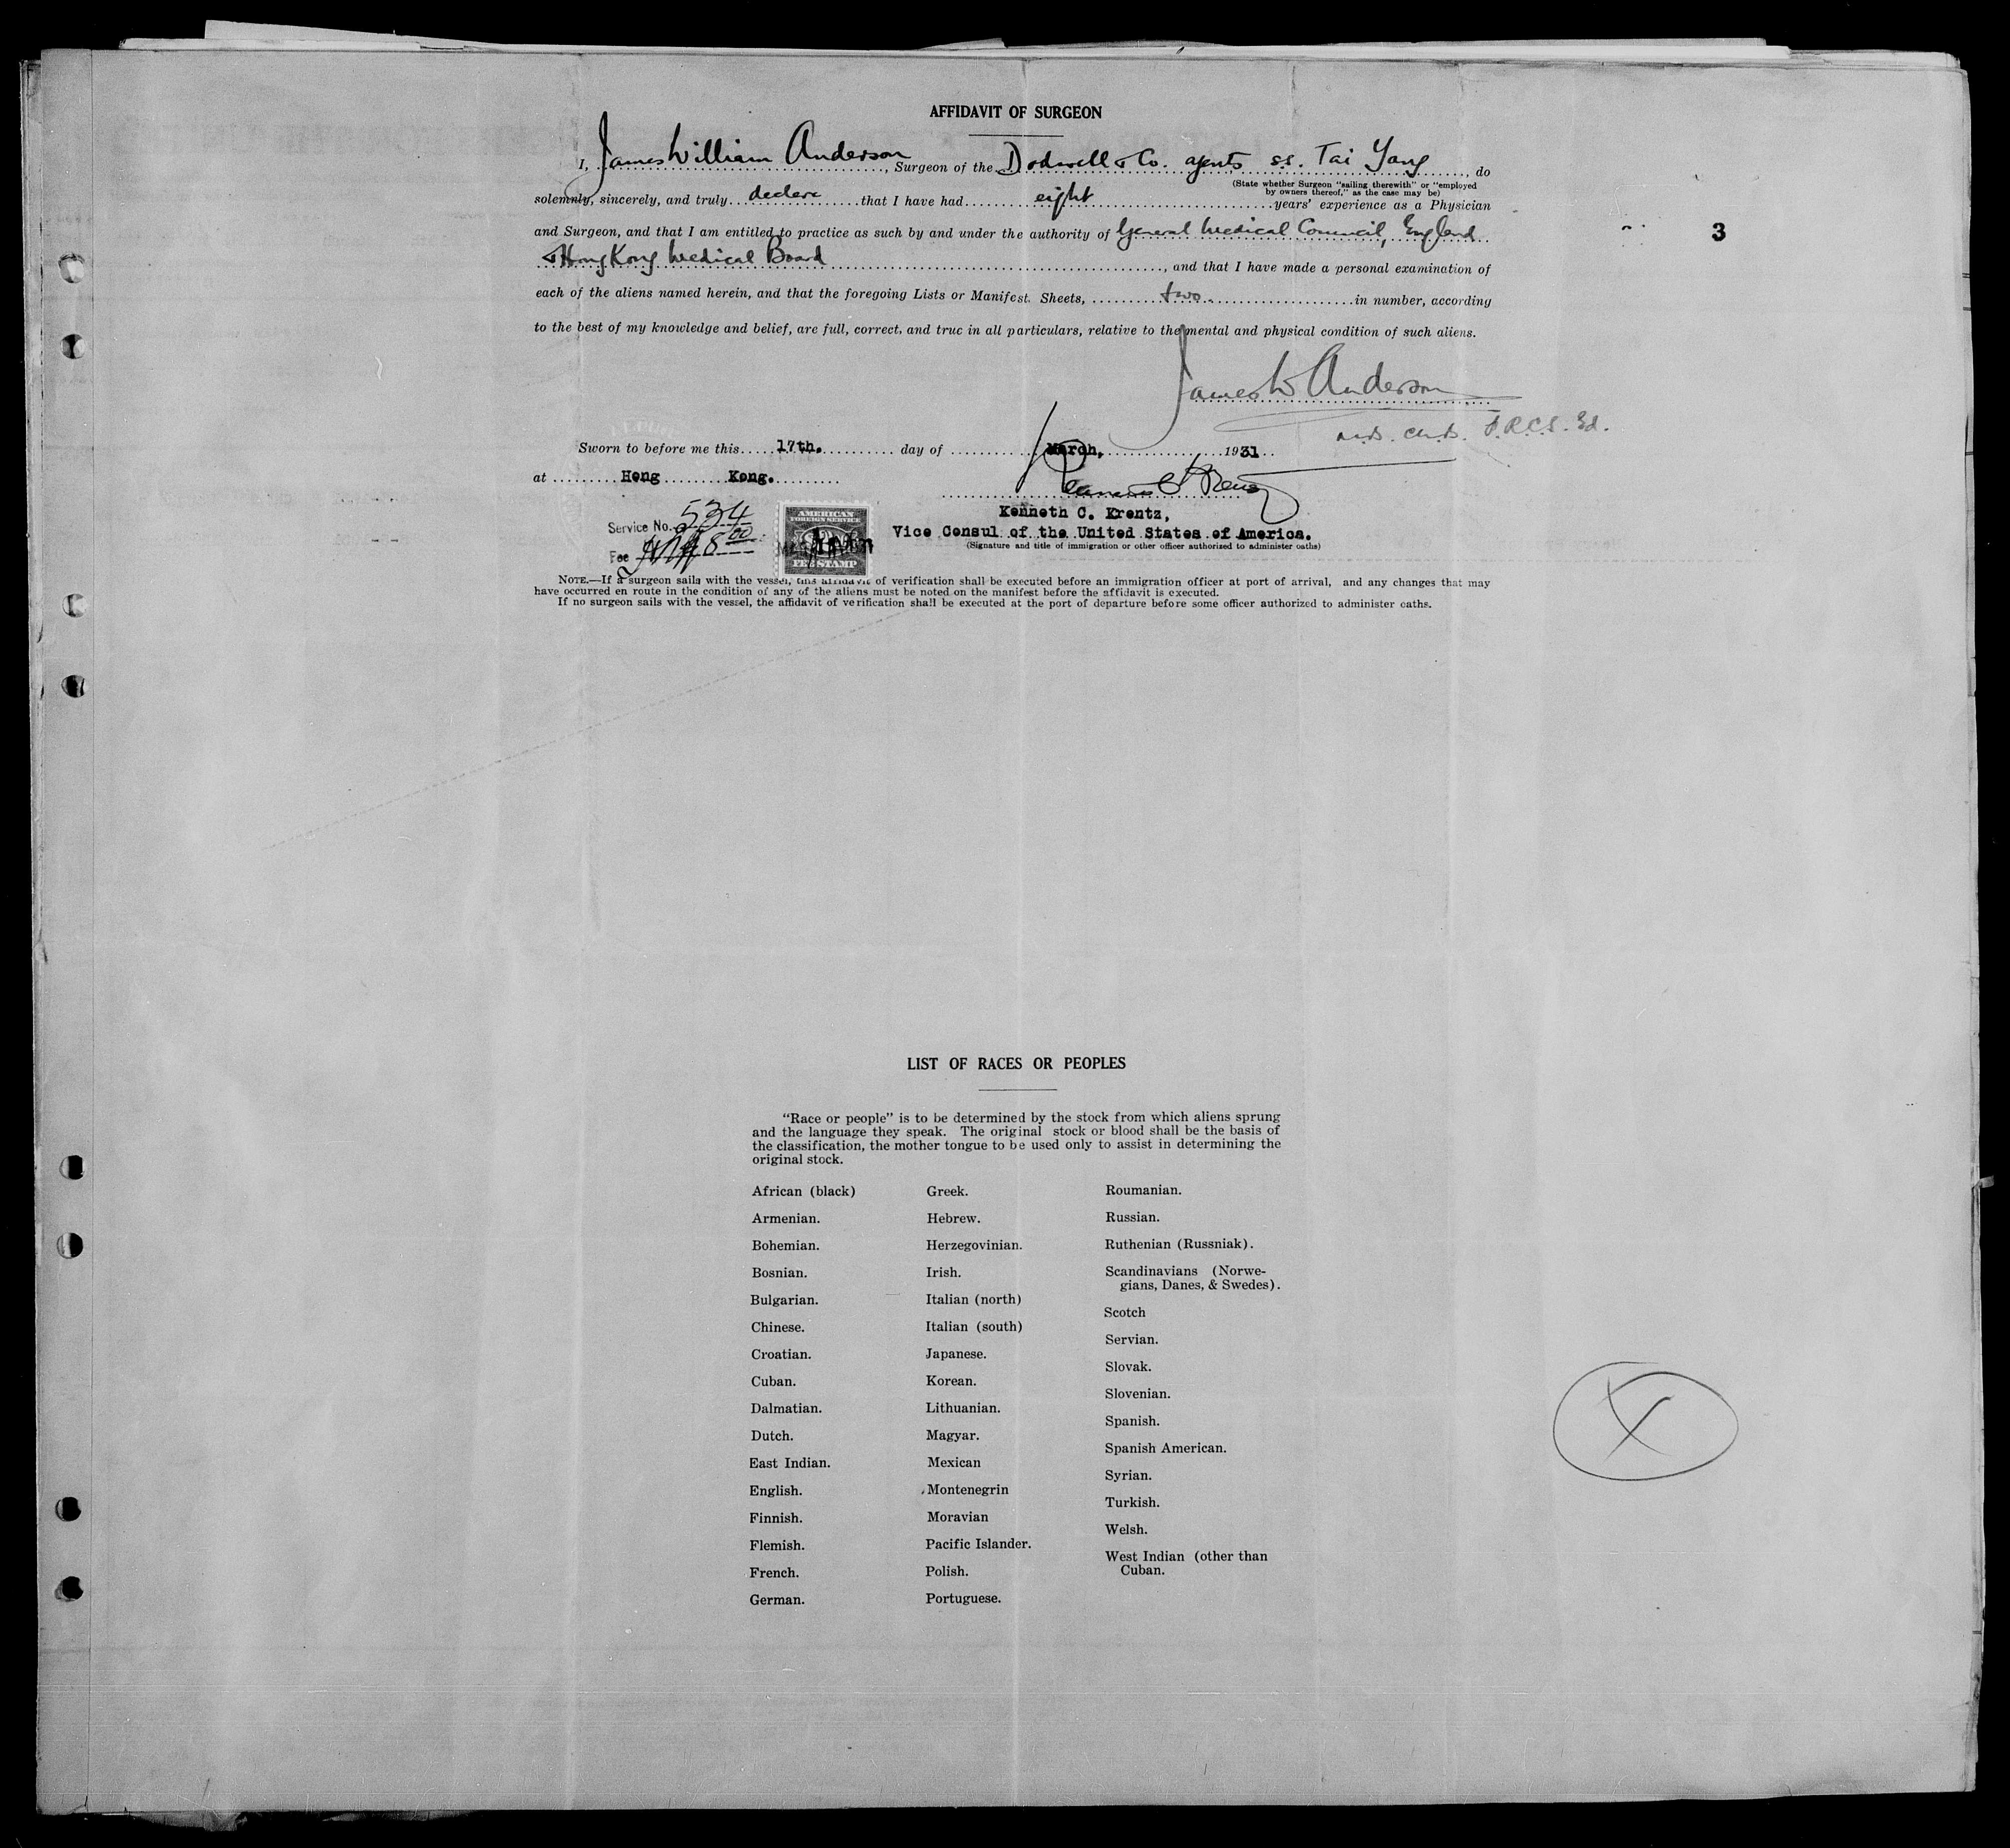 AFFIDAVIT OF SURGEON
I, James William Anderson, Surgeon of the Dodwell & Co. agents s.s. Tai Yang, do
(State whether Surgeon "sailing therewith" or "employed
by owners thereof," as the case may be)
solemnly, sincerely, and truly declare that I have had eight years' experience as a Physician
and Surgeon, and that I am entitled to practice as such by and under the authority of General Medical Council, England
3
& Hong Kong Medical Board, and that I have made a personal examination of
each of the aliens named herein, and that the foregoing Lists or Manifest Sheets, two in number, according
to the best of my knowledge and belief, are full, correct, and true in all particulars, relative to the mental and physical condition of such aliens.
James W Anderson
M.B. Ch.B. F.R.C.S. Ed.
Sworn to before me this 17th. day of March, 1931
at Hong Kong.
Kenneth C. Krentz,
Vice Consul of the United States of America.
(Signature and title of immigration or other officer authorized to administer oaths)
Service No. 534
Fee
AMERICAN
FOREIGN SERVICE
FEE STAMP
NOTE.—If a surgeon sails with the vessel, this affidavit of verification shall be executed before an immigration officer at port of arrival, and any changes that may
have occurred en route in the condition of any of the aliens must be noted on the manifest before the affidavit is executed.
If no surgeon sails with the vessel, the affidavit of verification shall be executed at the port of departure before some officer authorized to administer oaths.
LIST OF RACES OR PEOPLES
"Race or people" is to be determined by the stock from which aliens sprung
and the language they speak. The original stock or blood shall be the basis of
the classification, the mother tongue to be used only to assist in determining the
original stock.
African (black)
Armenian.
Bohemian.
Bosnian.
Bulgarian.
Chinese.
Croatian.
Cuban.
Dalmatian.
Dutch.
East Indian.
English.
Finnish.
Flemish.
French.
German.
Greek.
Hebrew.
Herzegovinian.
Irish.
Italian (north)
Italian (south)
Japanese.
Korean.
Lithuanian.
Magyar.
Mexican
Montenegrin
Moravian
Pacific Islander.
Polish.
Portuguese.
Roumanian.
Russian.
Ruthenian (Russniak).
Scandinavians (Norwe-
gians, Danes, & Swedes).
Scotch
Servian.
Slovak.
Slovenian.
Spanish.
Spanish American.
Syrian.
Turkish.
Welsh.
West Indian (other than
Cuban.
X